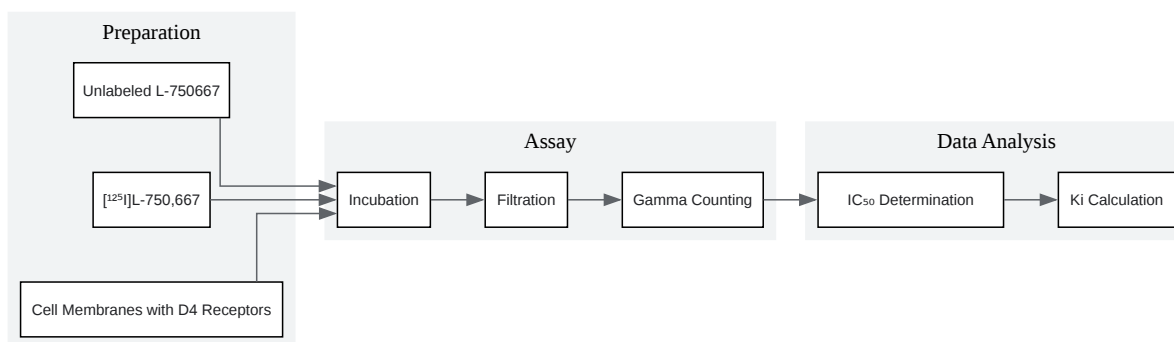 Preparation
Unlabeled L-750667
[¹²⁵I]L-750,667
Cell Membranes with D4 Receptors
Assay
Incubation
Filtration
Gamma Counting
Data Analysis
IC₅₀ Determination
Ki Calculation